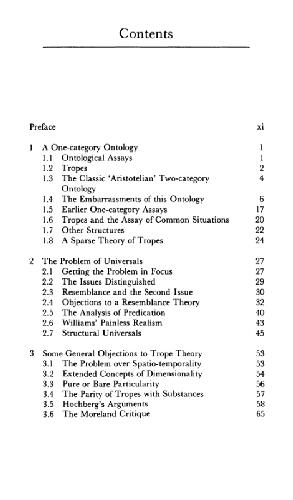 Contents
Preface xi
1 A One-category Ontology 1
1.1 Ontological Assays 1
1.2 Tropes 2
1.3 The Classic 'Aristotelian' Two-category
Ontology 4
1.4 The Embarrassments of this Ontology 6
1.5 Earlier One-category Assays 17
1.6 Tropes and the Assay of Common Situations 20
1.7 Other Structures 22
1.8 A Sparse Theory of Tropes 24
2 The Problem of Universals 27
2.1 Getting the Problem in Focus 27
2.2 The Issues Distinguished 29
2.3 Resemblance and the Second Issue 30
2.4 Objections to a Resemblance Theory 32
2.5 The Analysis of Predication 40
2.6 Williams' Painless Realism 43
2.7 Structural Universals 45
3 Some General Objections to Trope Theory 53
3.1 The Problem over Spatio-temporality 53
3.2 Extended Concepts of Dimensionality 54
3.3 Pure or Bare Particularity 56
3.4 The Parity of Tropes with Substances 57
3.5 Hochberg's Arguments 58
3.6 The Moreland Critique 65